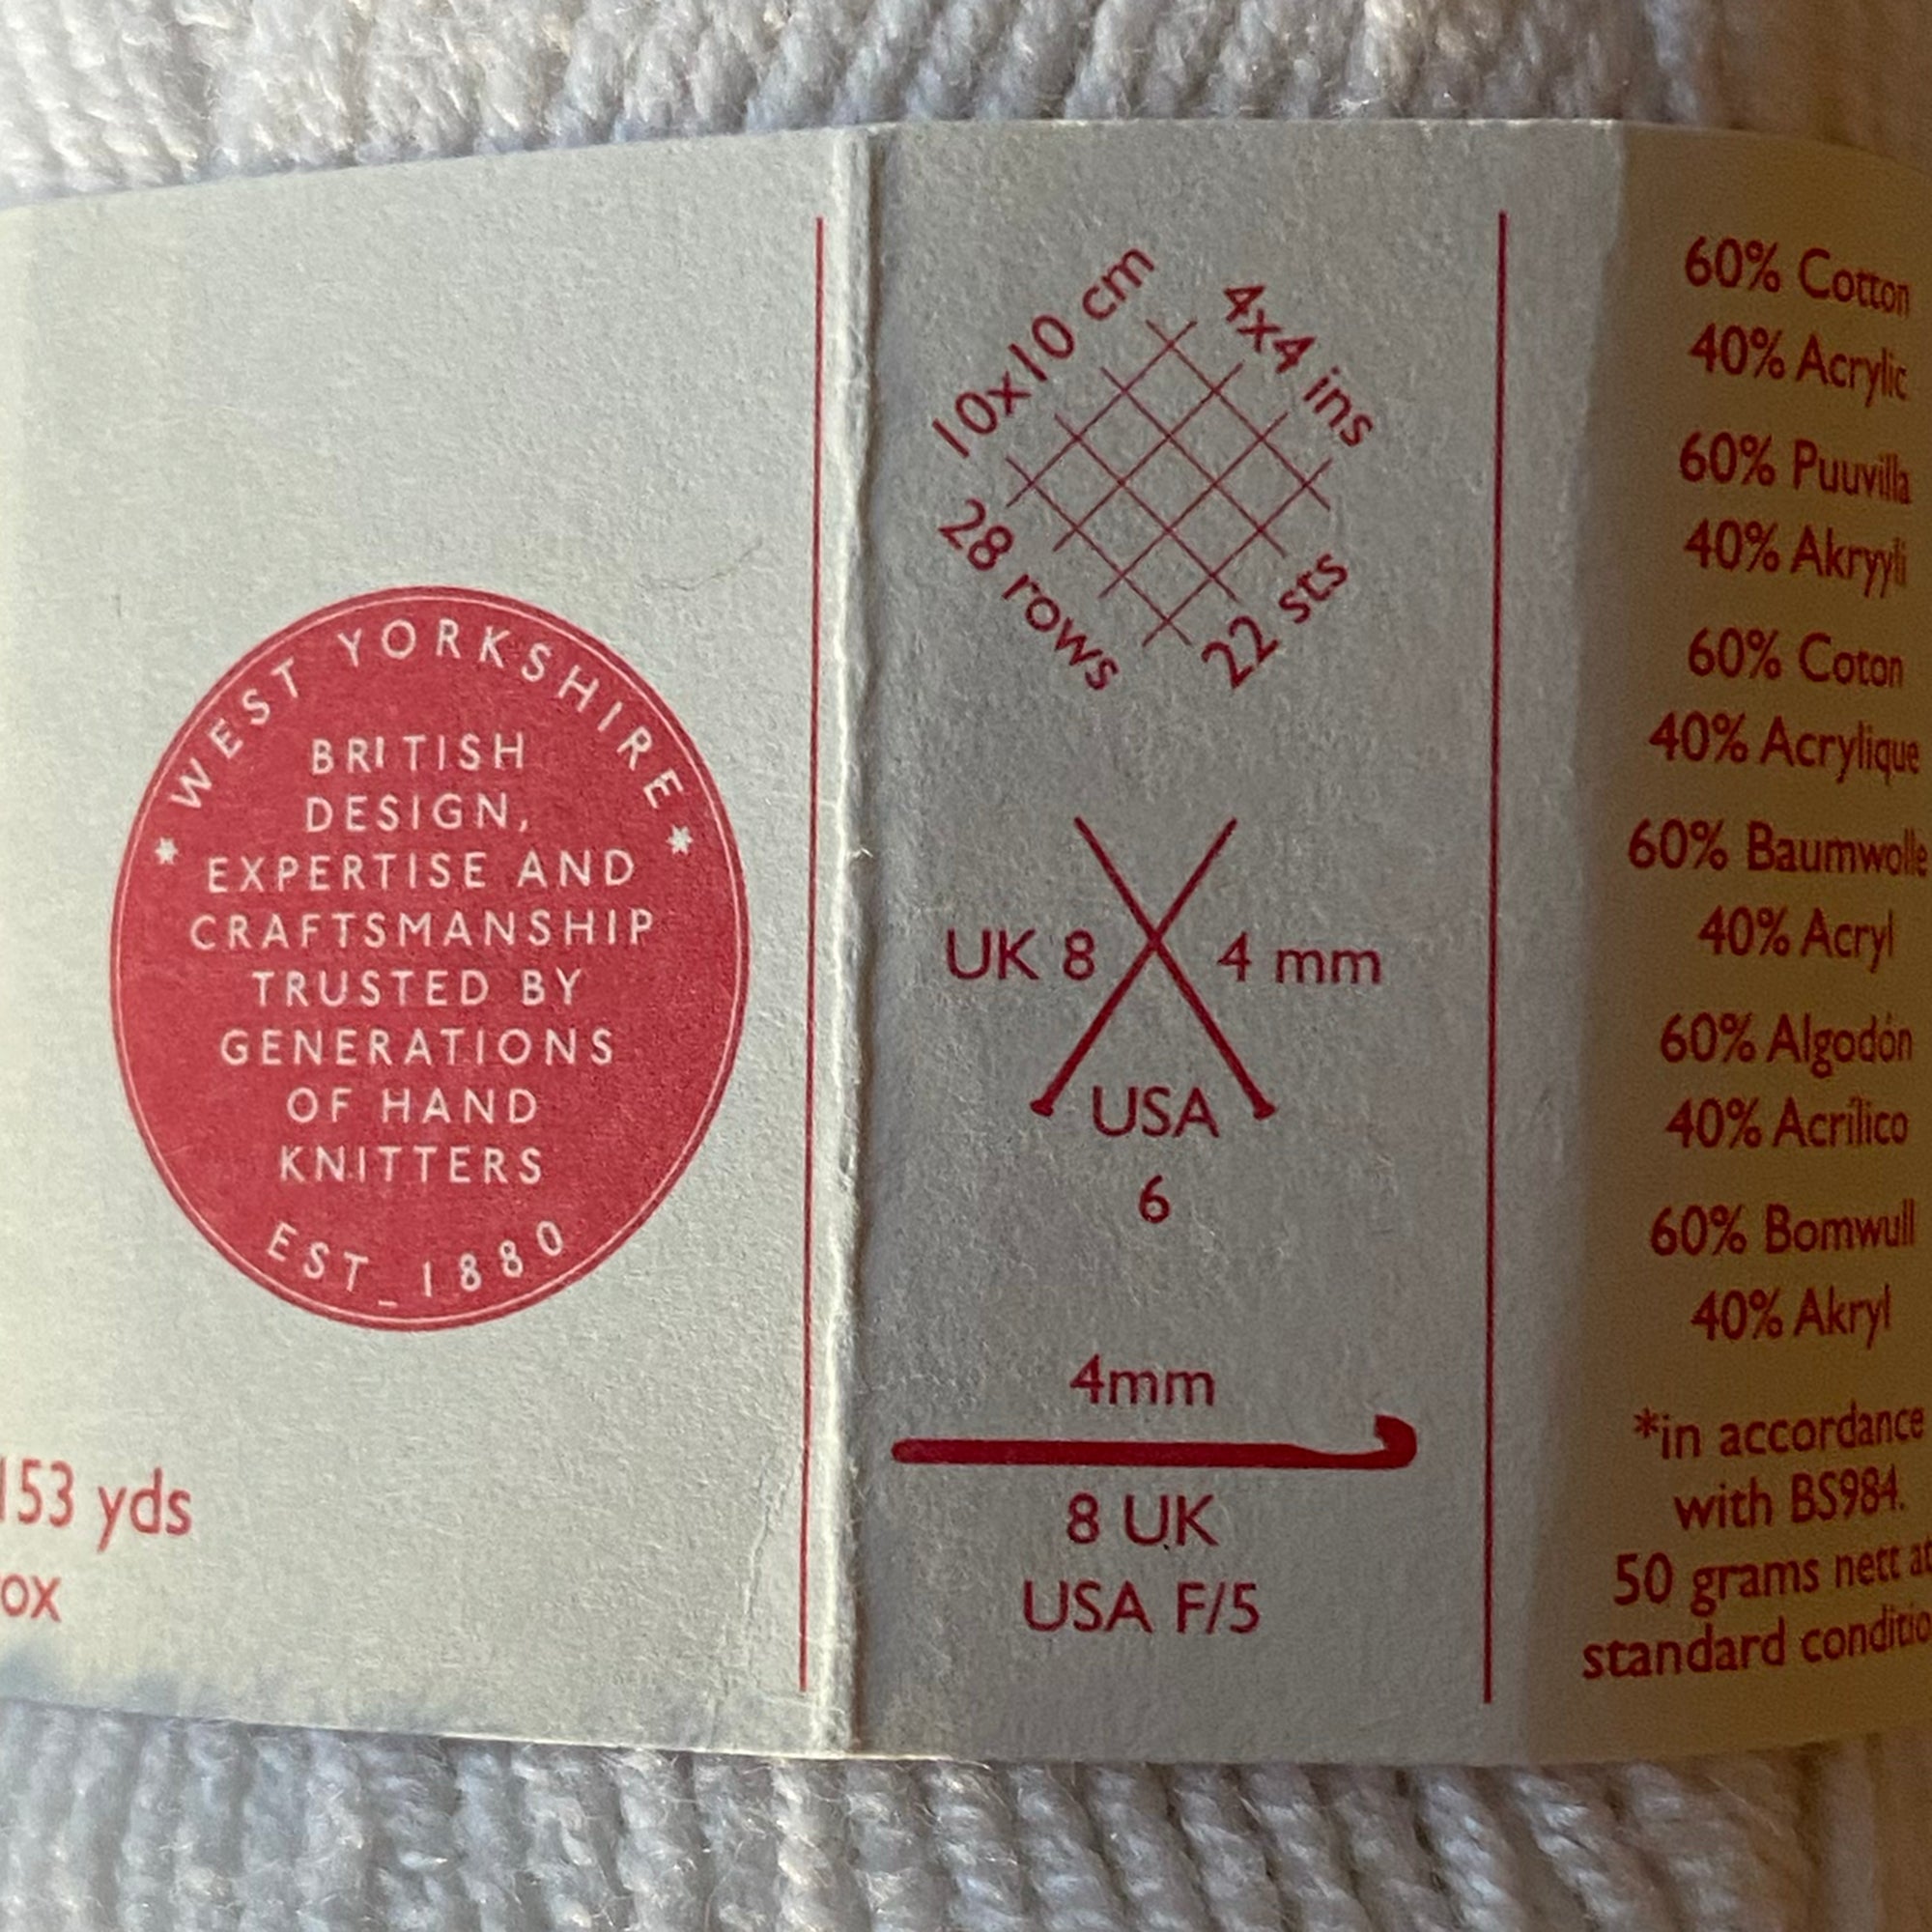 WEST YORKSHIRE
BRITISH
DESIGN,
EXPERTISE AND
CRAFTSMANSHIP
TRUSTED BY
GENERATIONS
OF HAND
KNITTERS
EST_1880
153 yds
10x10 cm
4x4 ins
28 rows
22 sts
UK 8
4 mm
USA
6
4mm
8 UK
USA F/5
60% Cotton
40% Acrylic
60% Puuvilla
40% Akryyli
60% Coton
40% Acrylique
60% Baumwolle
40% Acryl
60% Algodón
40% Acrílico
60% Bomwull
40% Akryl
*in accordance
with BS984.
50 grams nett at
standard